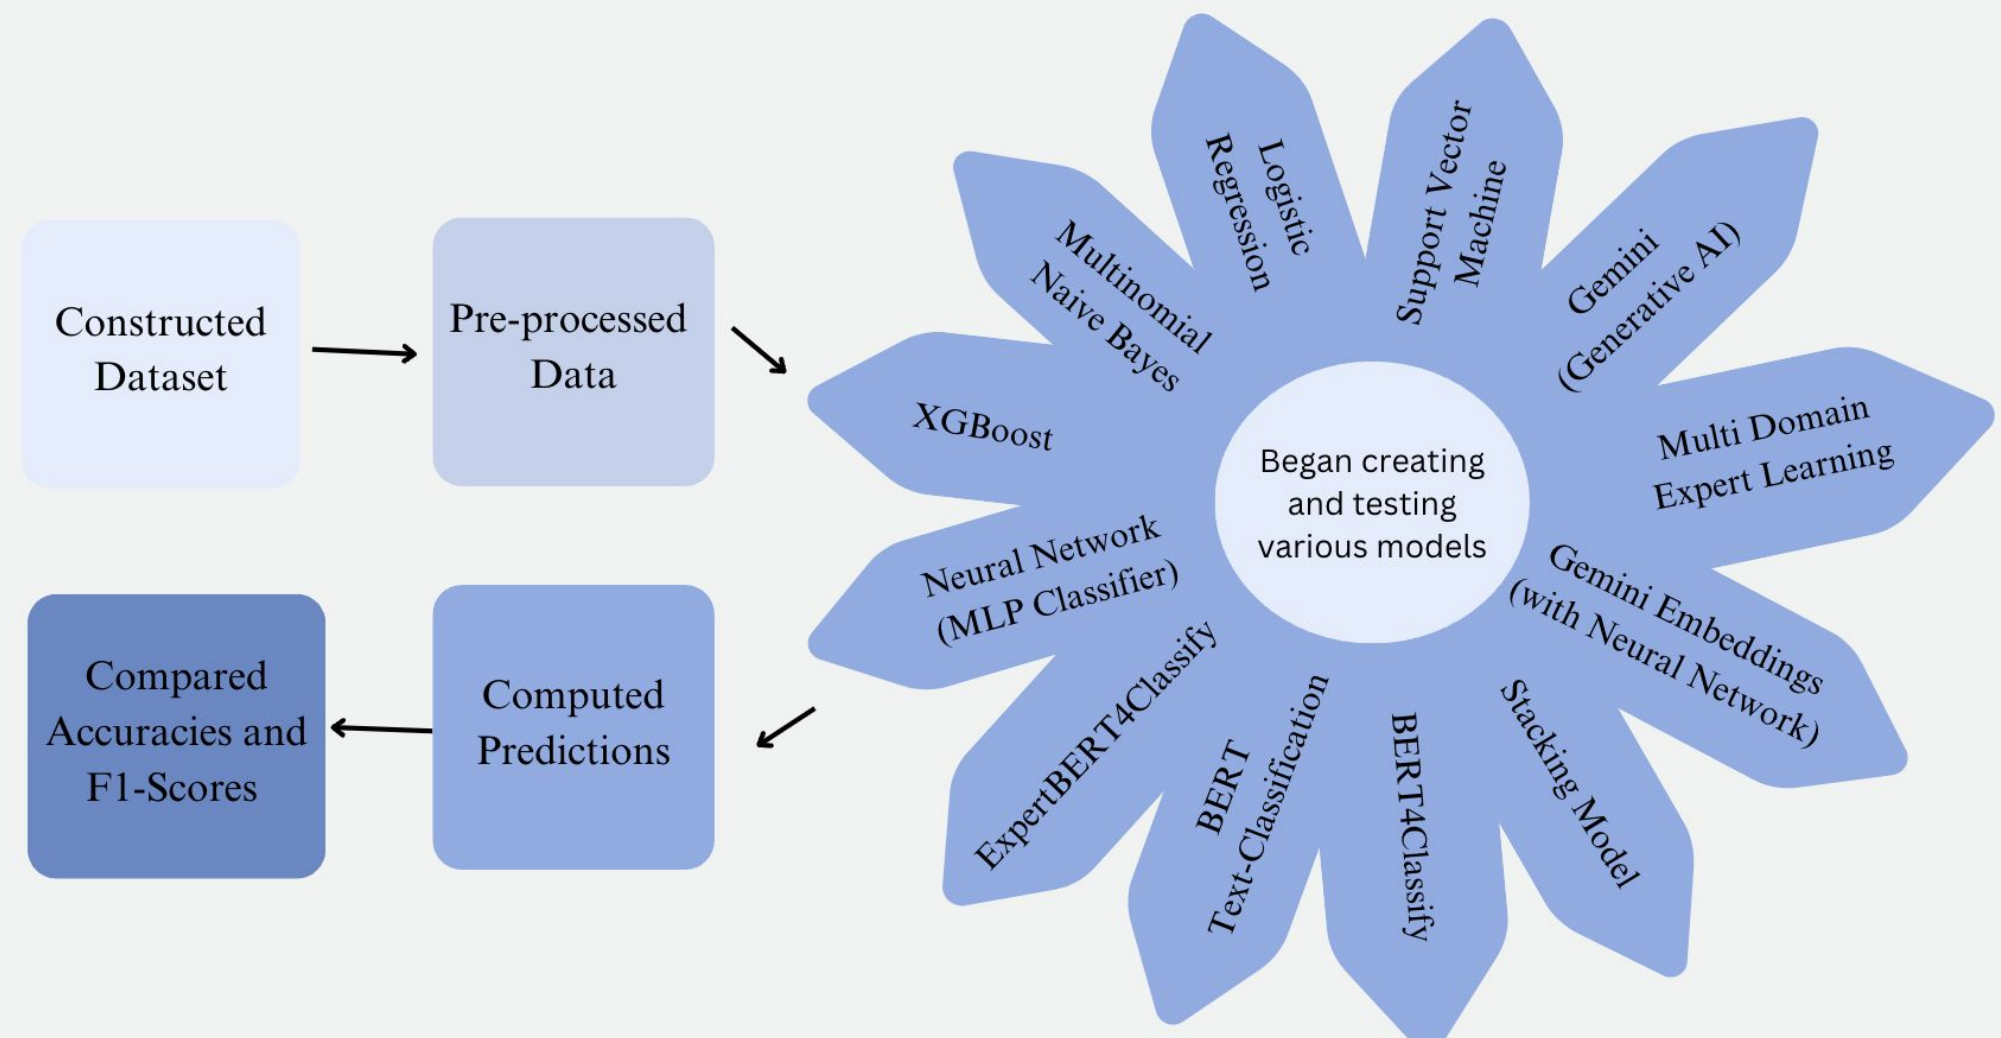 Constructed
Dataset
Pre-processed
Data
Began creating
and testing
various models
XGBoost
Multinomial
Naive Bayes
Logistic
Regression
Support Vector
Machine
Gemini
(Generative AI)
Multi Domain
Expert Learning
Gemini Embeddings
(with Neural Network)
Stacking Model
BERT4Classify
BERT
Text-Classification
ExpertBERT4Classify
Neural Network
(MLP Classifier)
Computed
Predictions
Compared
Accuracies and
F1-Scores